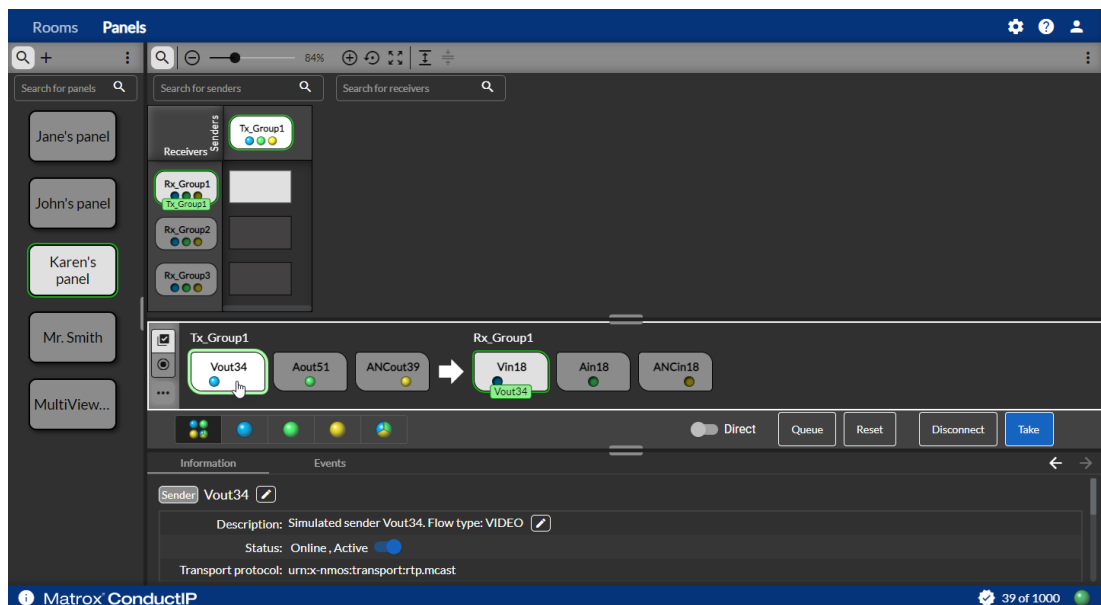 Rooms Panels
84%
Search for panels
Search for senders
Search for receivers
Jane's panel
John's panel
Karen's
panel
Mr. Smith
MultiView...
Senders
Receivers
Tx_Group1
Rx_Group1
Tx_Group1
Rx_Group2
Rx_Group3
Tx_Group1
Rx_Group1
Vout34
Aout51
ANCout39
Vin18
Vout34
Ain18
ANCin18
Direct
Queue
Reset
Disconnect
Take
Information
Events
Sender Vout34
Description: Simulated sender Vout34. Flow type: VIDEO
Status: Online , Active
Transport protocol: urn:x-nmos:transport:rtp.mcast
Matrox® ConductIP
39 of 1000